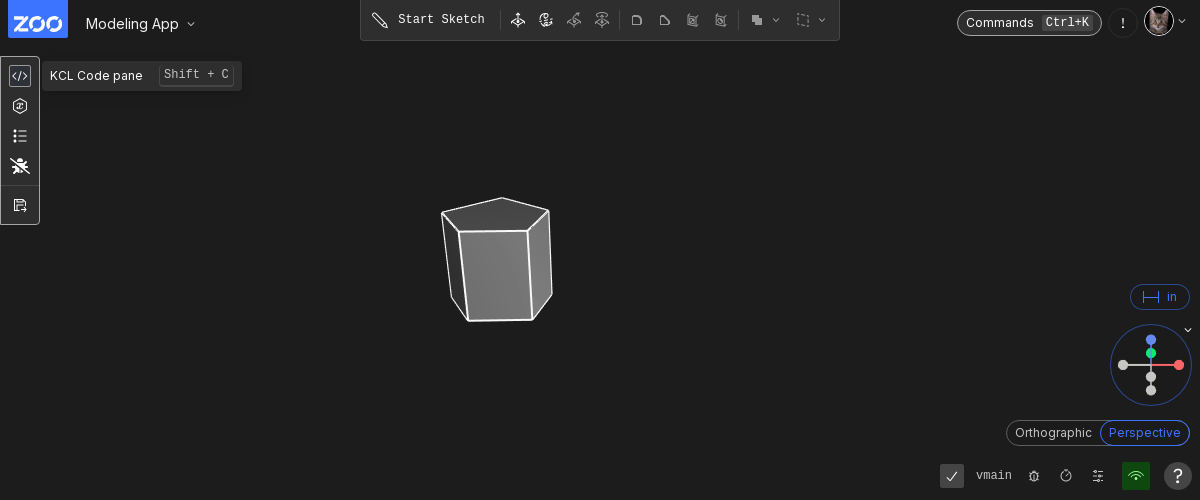 ZOO Modeling App
Start Sketch
Commands Ctrl+K
!
KCL Code pane Shift + C
in
Orthographic Perspective
vmain
?